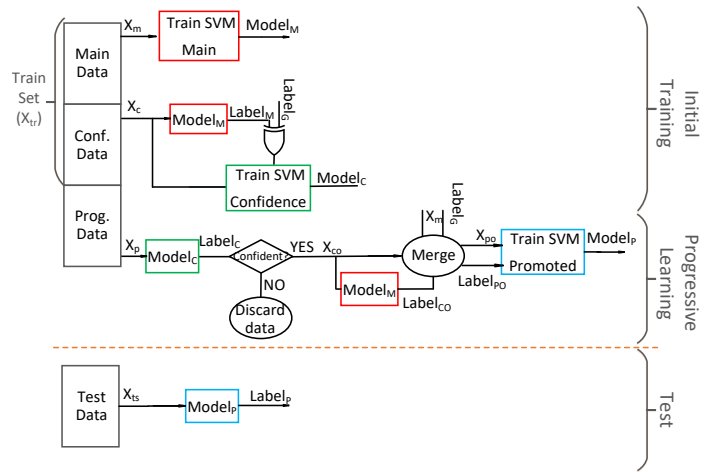 Train
Set
(Xtr)
Main
Data
Conf.
Data
Prog.
Data
Xm
Train SVM
Main
ModelM
Xc
ModelM
LabelM
LabelG
Train SVM
Confidence
ModelC
Xp
ModelC
LabelC
Confident?
YES
Xco
NO
Discard
data
ModelM
LabelCO
Xm
LabelG
Merge
Xpo
LabelPO
Train SVM
Promoted
ModelP
Initial
Training
Progressive
Learning
Test
Data
Xts
ModelP
LabelP
Test